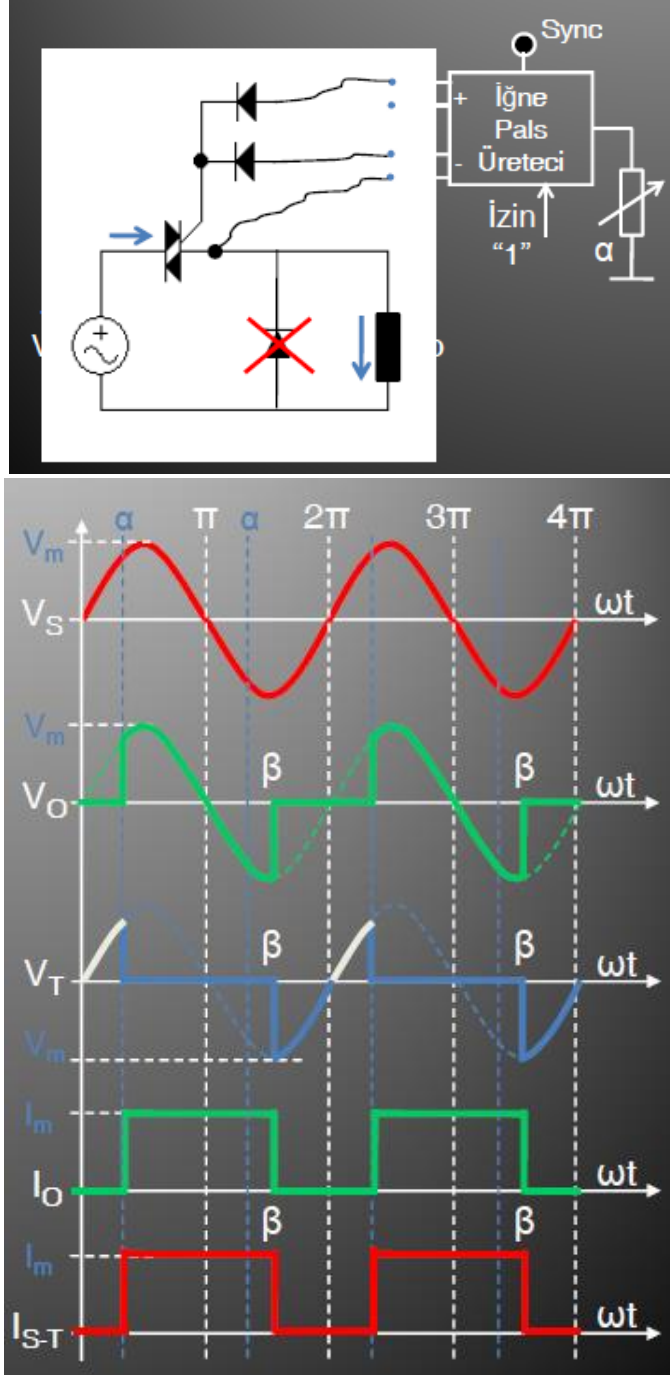 Sync
+ İğne
Pals
- Üreteci
İzin
“1”
α
+
α π α 2π 3π 4π
Vm
VS ωt
Vm
β β
VO ωt
β β
VT ωt
Vm
Im
IO ωt
β β
Im
IS-T ωt